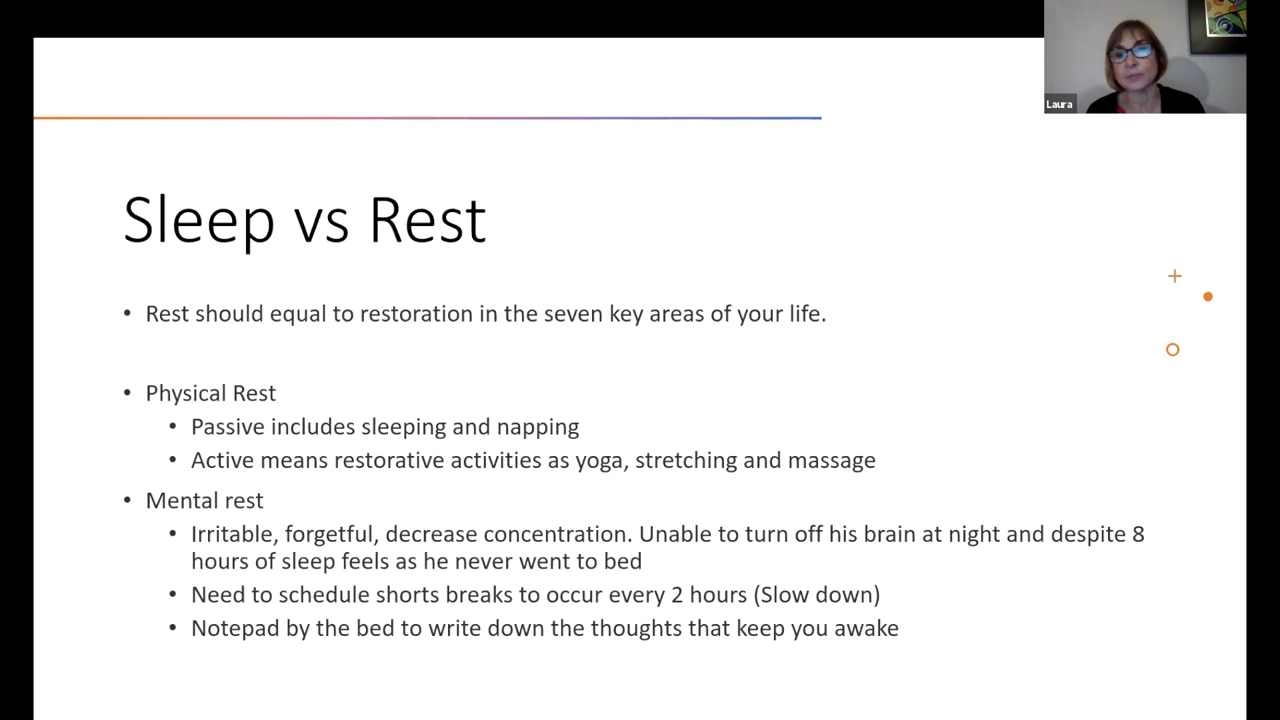 Laura
Sleep vs Rest
• Rest should equal to restoration in the seven key areas of your life.
• Physical Rest
• Passive includes sleeping and napping
• Active means restorative activities as yoga, stretching and massage
• Mental rest
• Irritable, forgetful, decrease concentration. Unable to turn off his brain at night and despite 8
hours of sleep feels as he never went to bed
• Need to schedule shorts breaks to occur every 2 hours (Slow down)
• Notepad by the bed to write down the thoughts that keep you awake